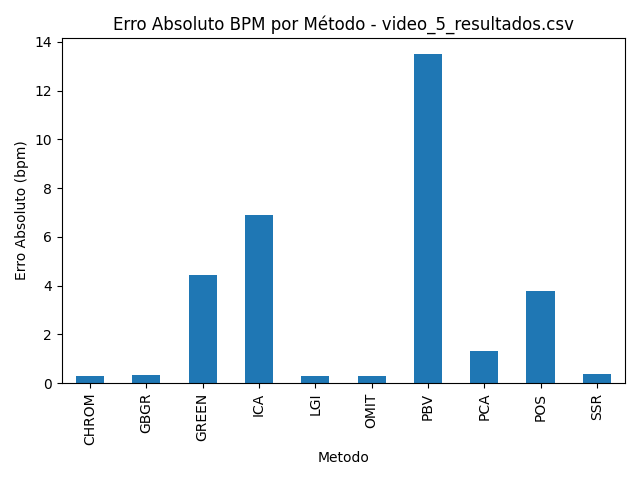 Erro Absoluto BPM por Método - video_5_resultados.csv
14
12
10
8
6
4
2
0
Erro Absoluto (bpm)
CHROM
GBGR
GREEN
ICA
LGI
OMIT
PBV
PCA
POS
SSR
Metodo